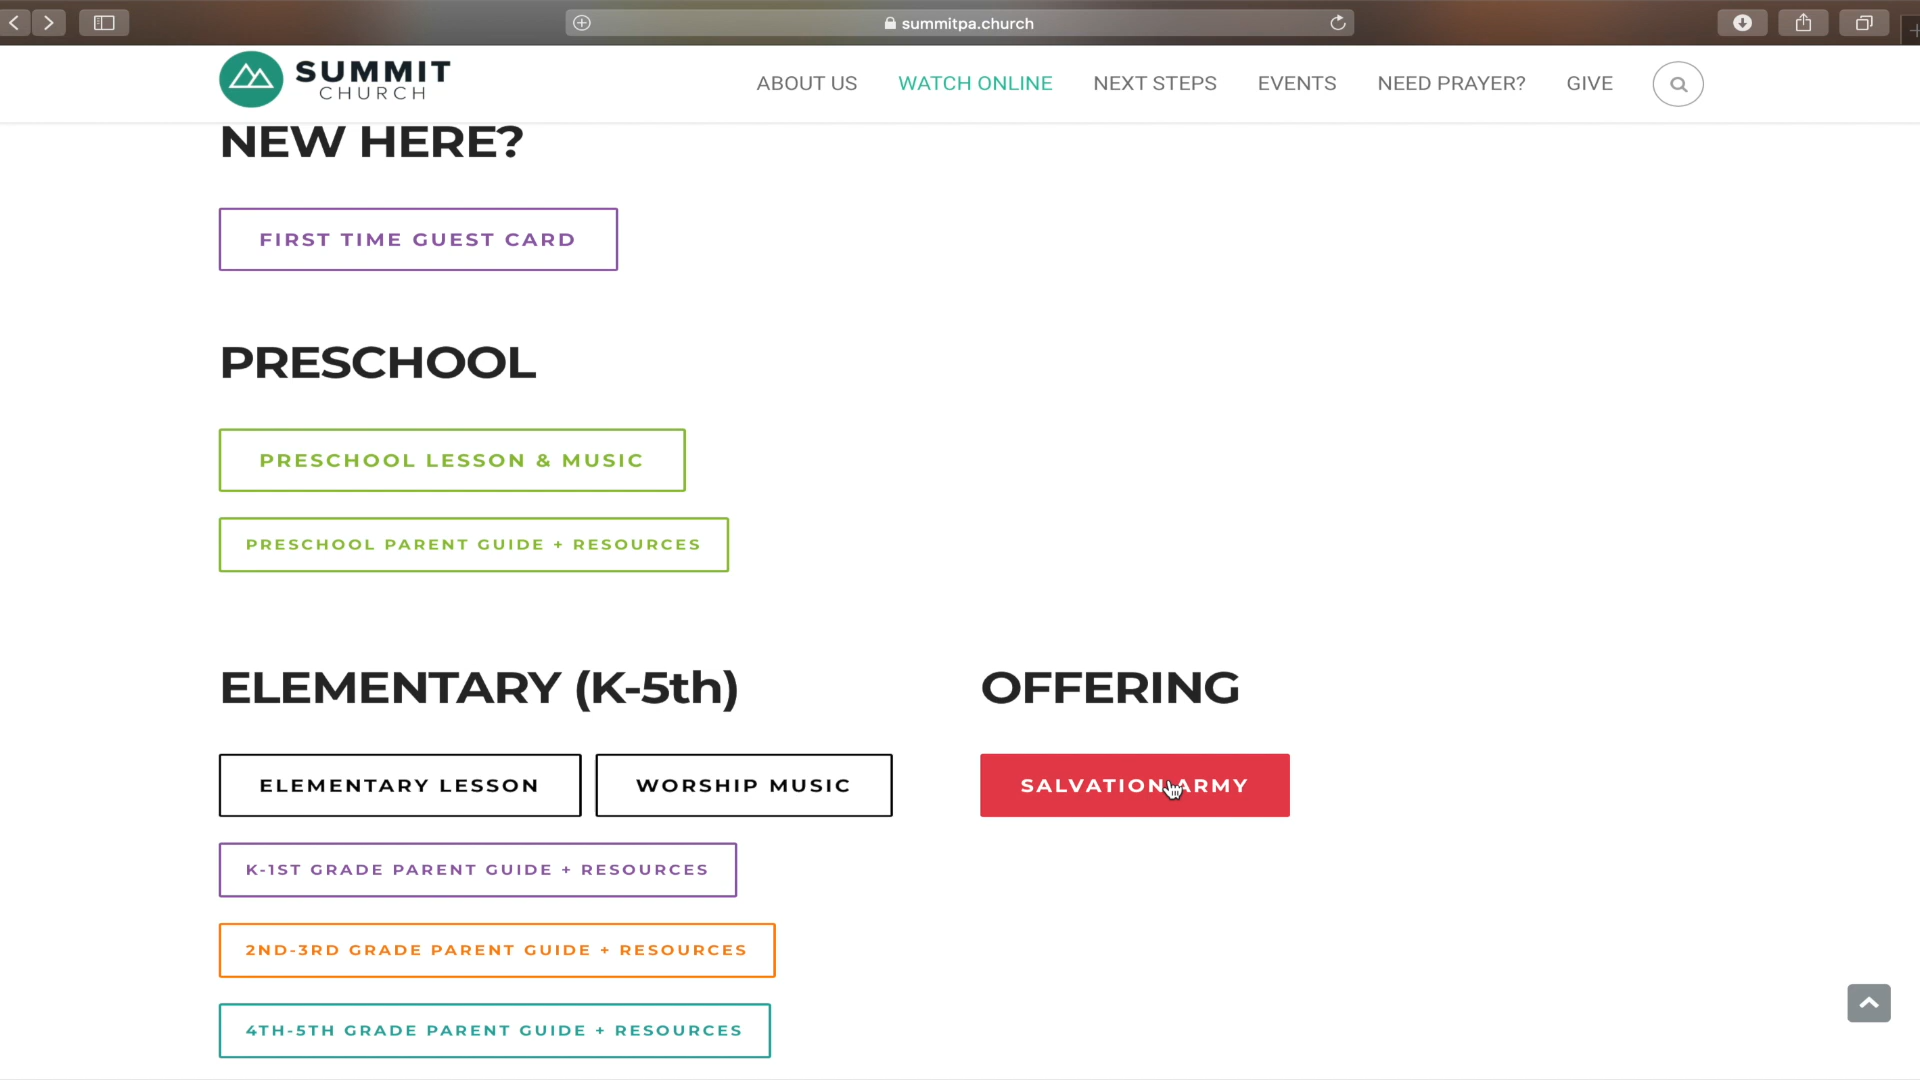 summitpa.church
SUMMIT
CHURCH
ABOUT US
WATCH ONLINE
NEXT STEPS
EVENTS
NEED PRAYER?
GIVE
NEW HERE?
FIRST TIME GUEST CARD
PRESCHOOL
PRESCHOOL LESSON & MUSIC
PRESCHOOL PARENT GUIDE + RESOURCES
ELEMENTARY (K-5th)
ELEMENTARY LESSON
WORSHIP MUSIC
K-1ST GRADE PARENT GUIDE + RESOURCES
2ND-3RD GRADE PARENT GUIDE + RESOURCES
4TH-5TH GRADE PARENT GUIDE + RESOURCES
OFFERING
SALVATION ARMY